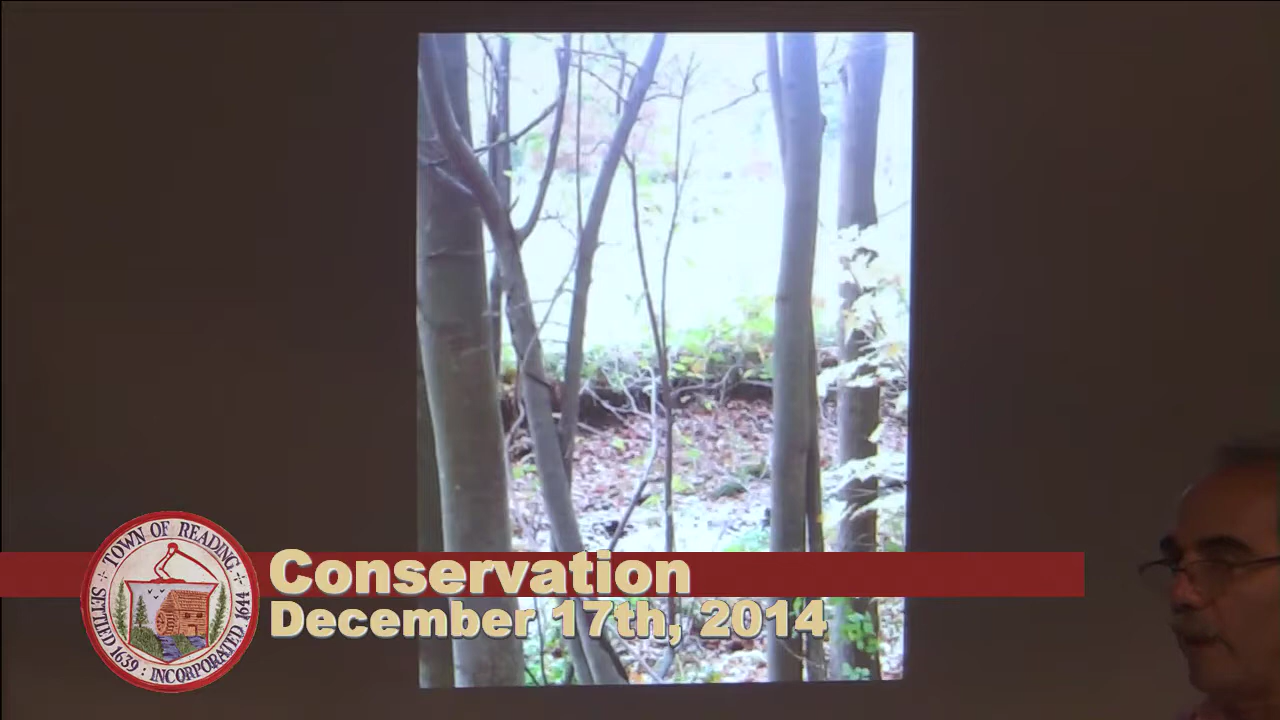 TOWN OF READING
SETTLED 1639 : INCORPORATED 1644
Conservation
December 17th, 2014